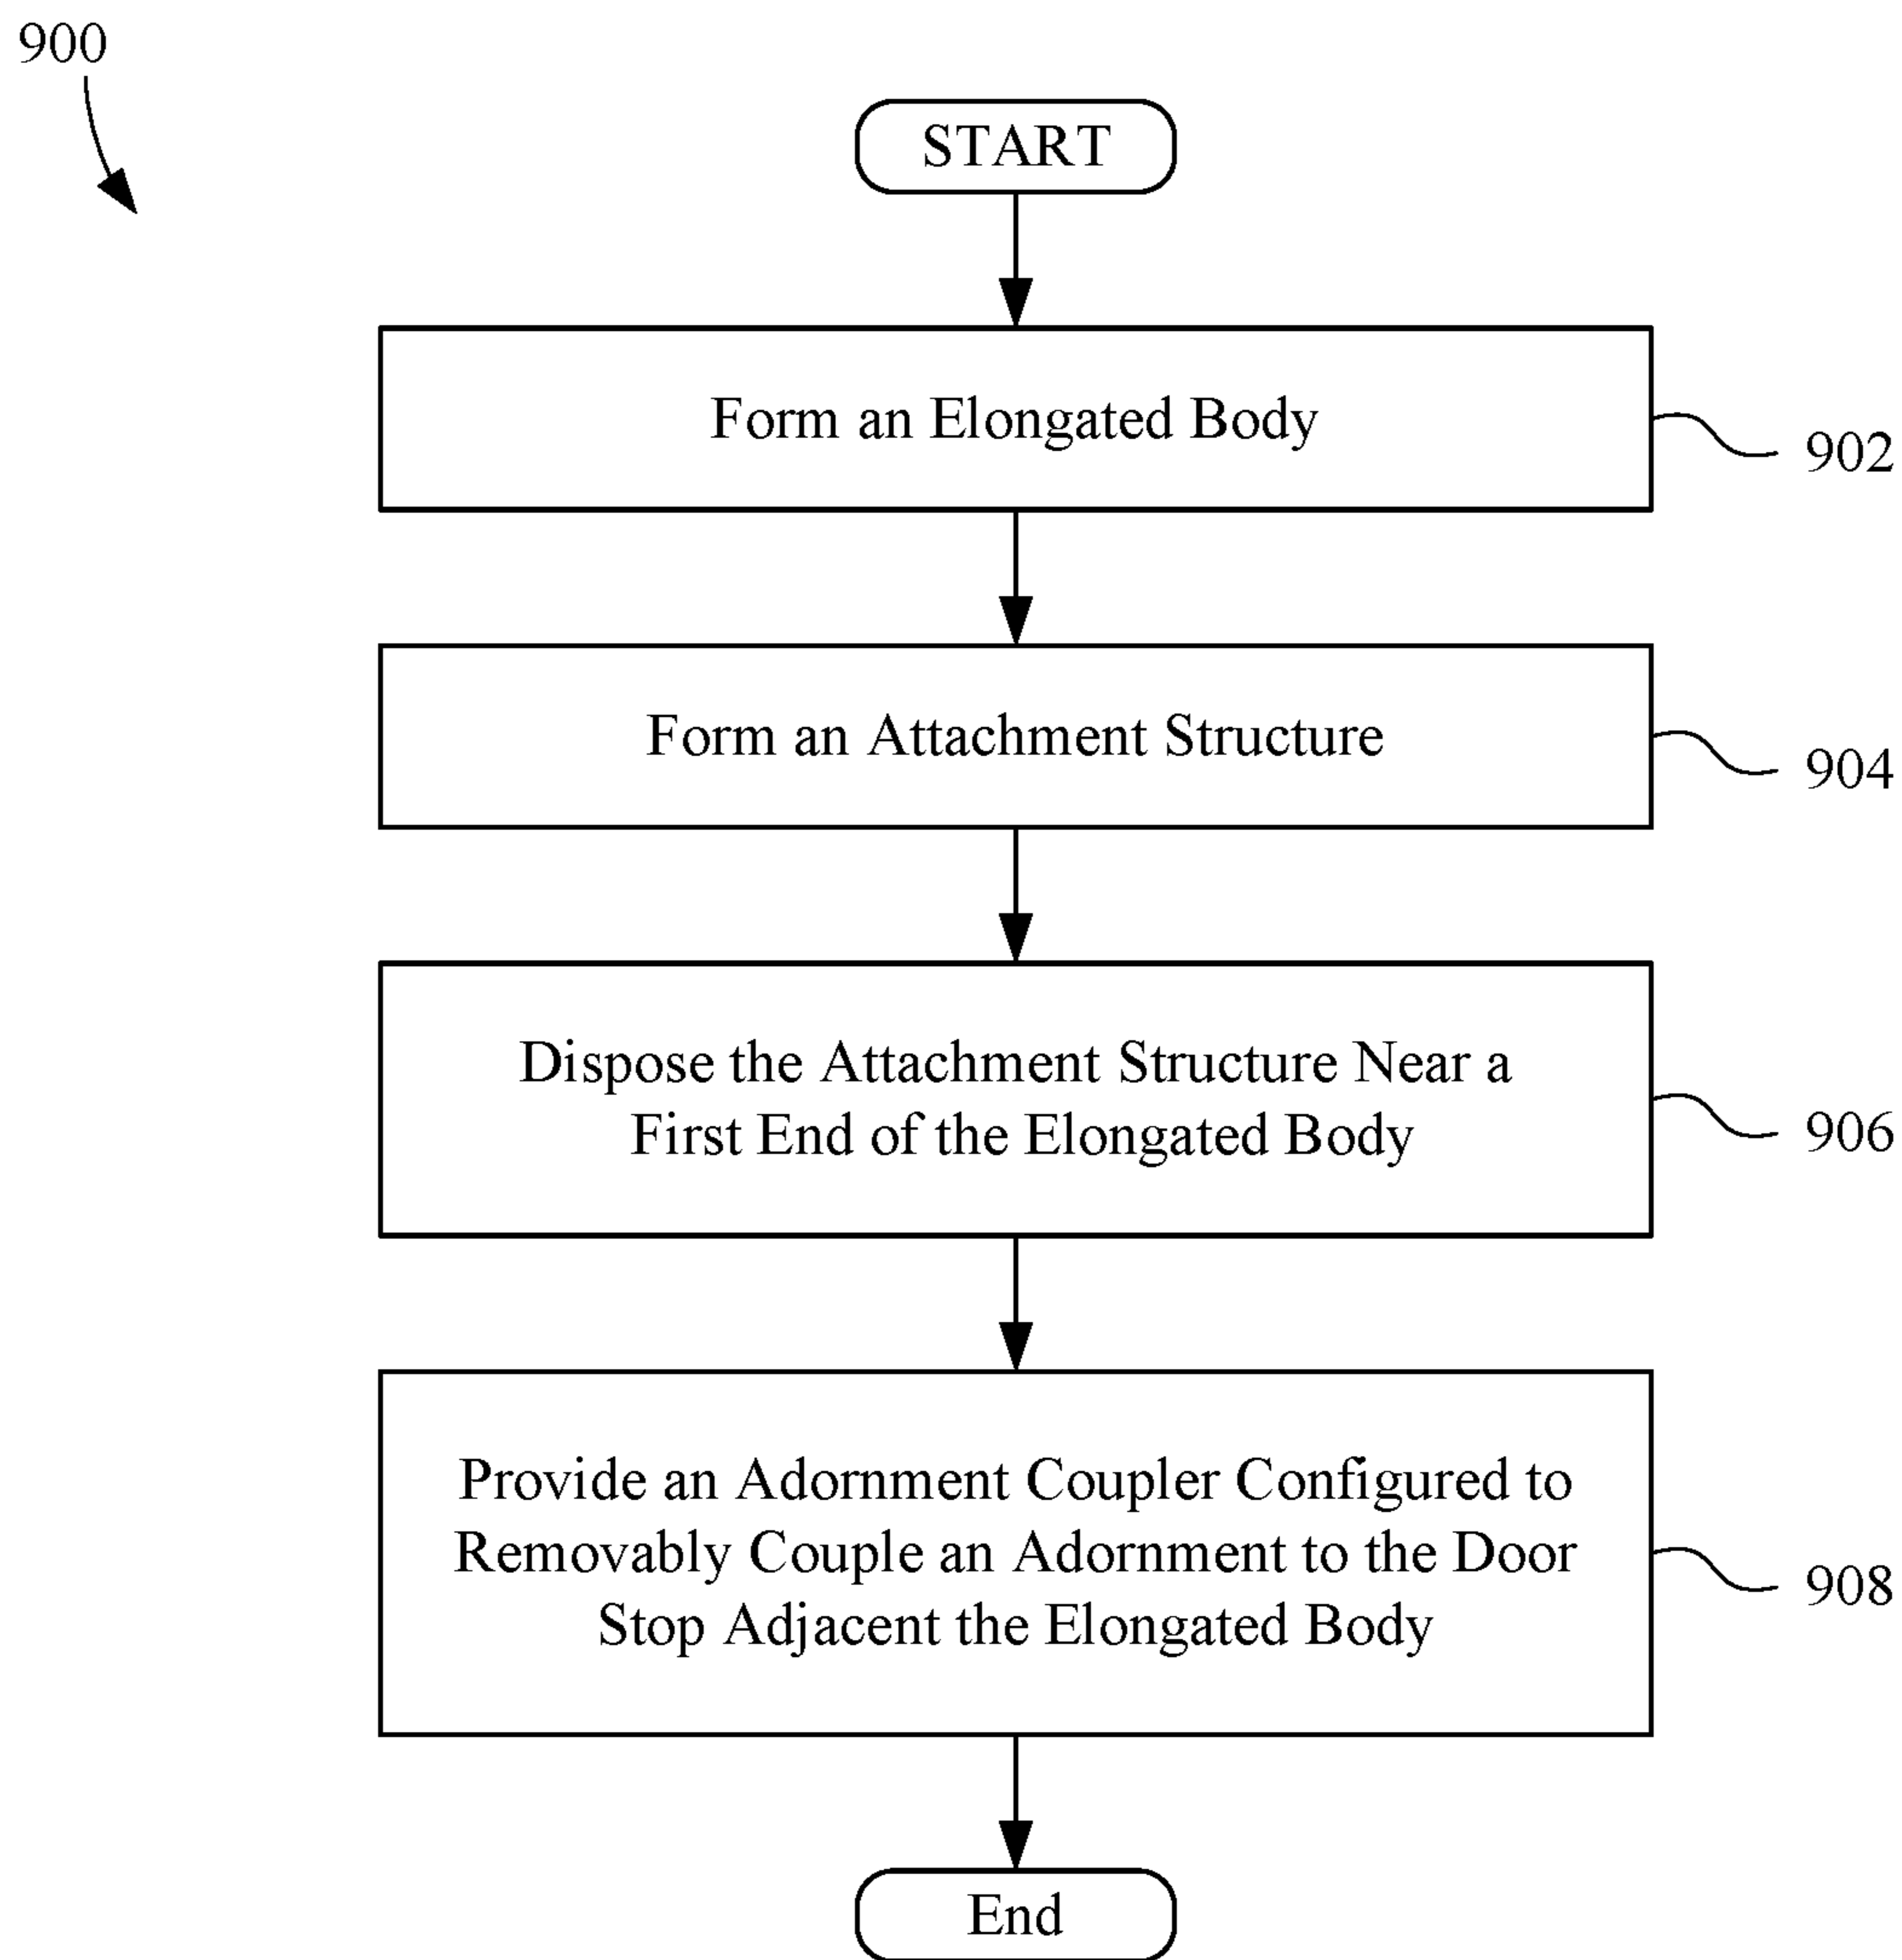 900
START
Form an Elongated Body
902
Form an Attachment Structure
904
Dispose the Attachment Structure Near a
First End of the Elongated Body
906
Provide an Adornment Coupler Configured to
Removably Couple an Adornment to the Door
Stop Adjacent the Elongated Body
908
End